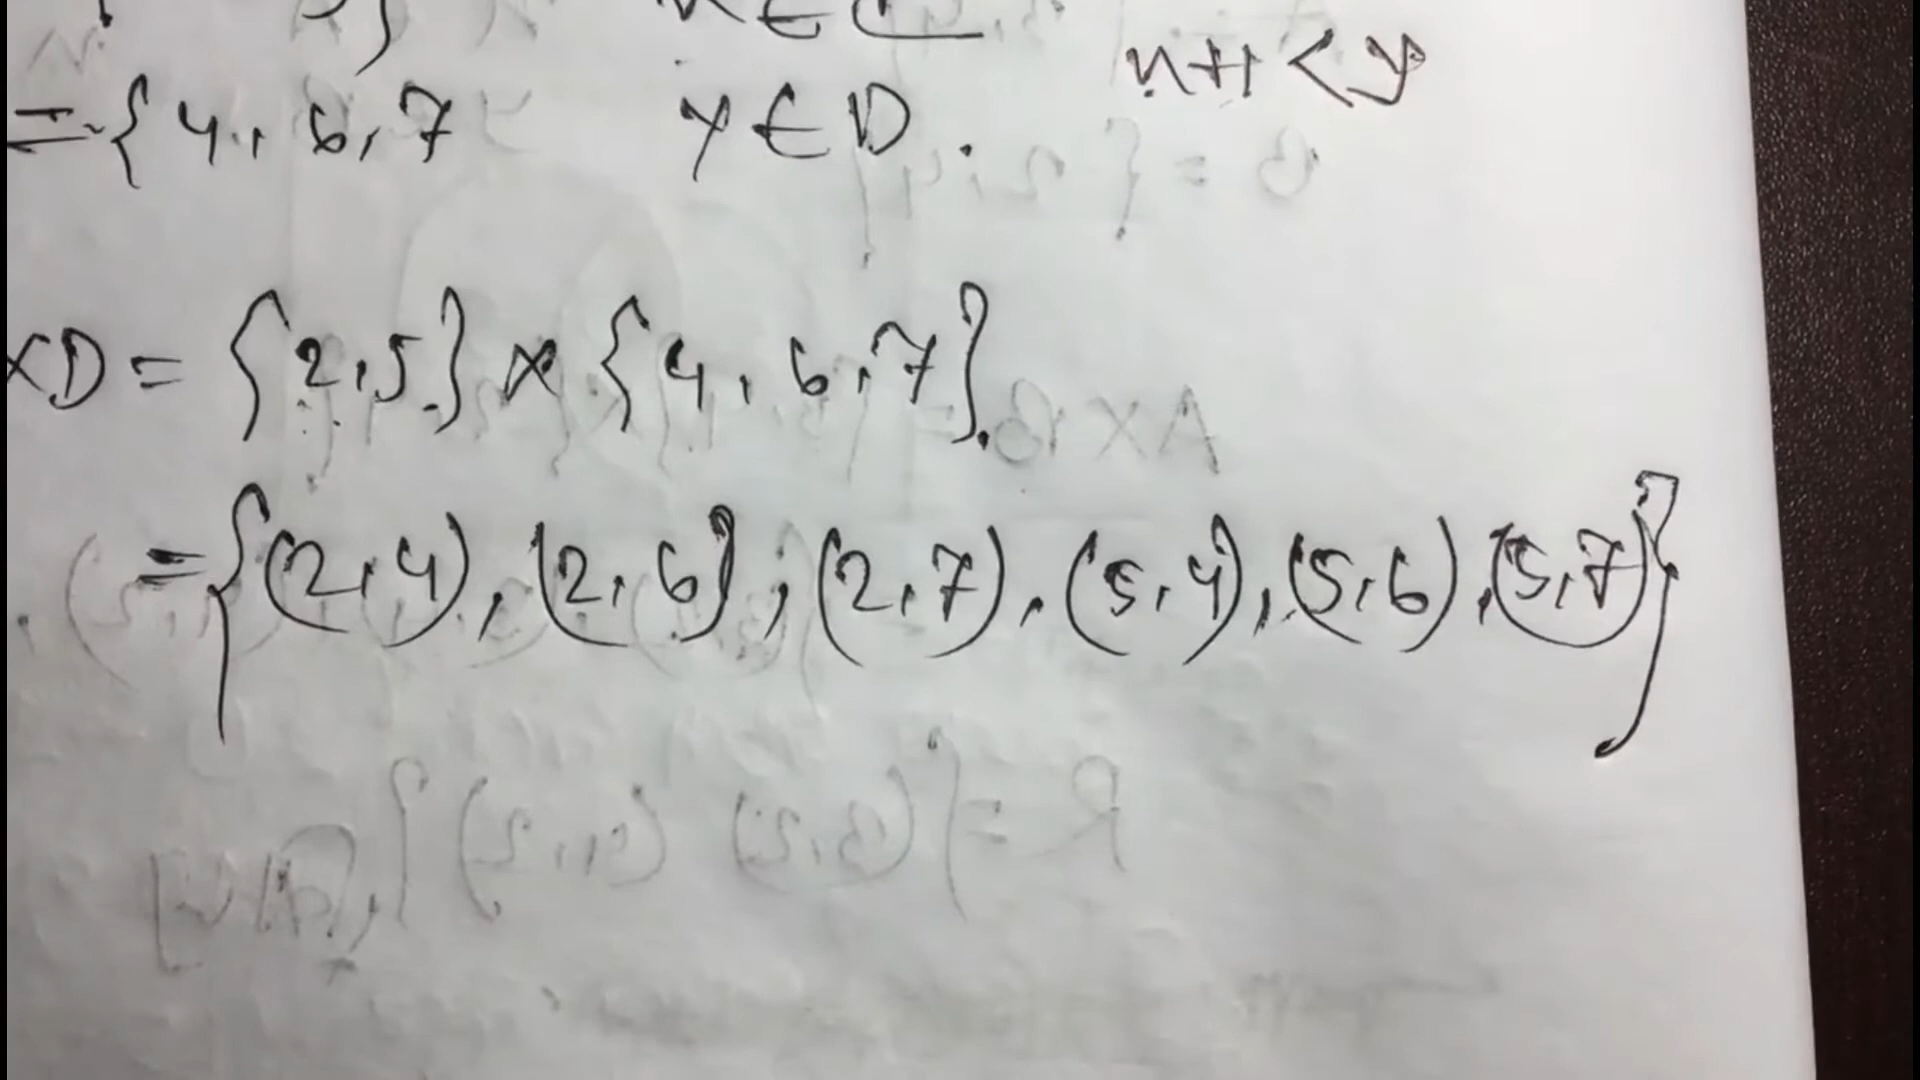 x ∈ C
x+1 < y
= { 4, 6, 7
y ∈ D.
×D = {2,5} × {4, 6, 7}.
= {(2,4), (2,6), (2,7), (5,4), (5,6), (5,7)}